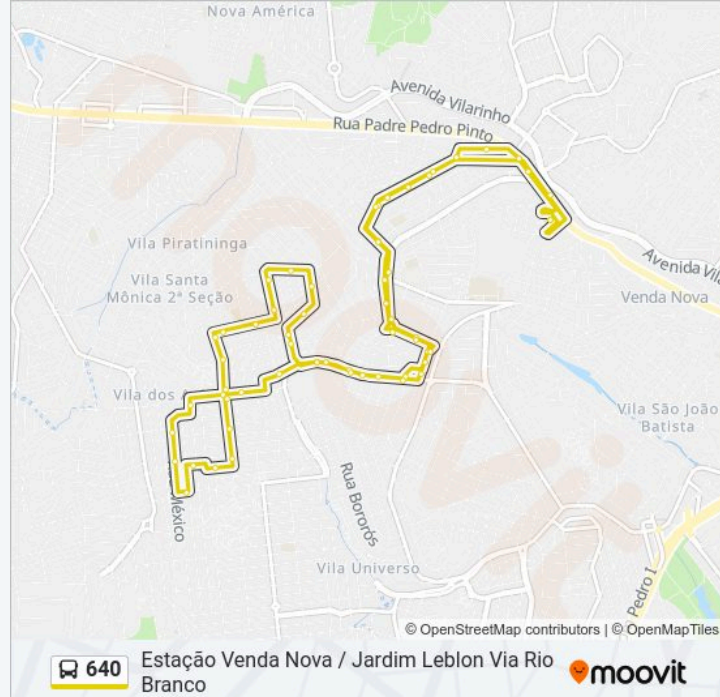 Nova América
Avenida Vilarinho
Rua Padre Pedro Pinto
Vila Piratininga
Vila Santa
Mônica 2ª Seção
Avenida Vila
Venda Nova
Vila dos A
Vila São João
Batista
México
Rua Bororós
Vila Universo
Pedro I
© OpenStreetMap contributors | © OpenMapTiles
640
Estação Venda Nova / Jardim Leblon Via Rio
Branco
moovit